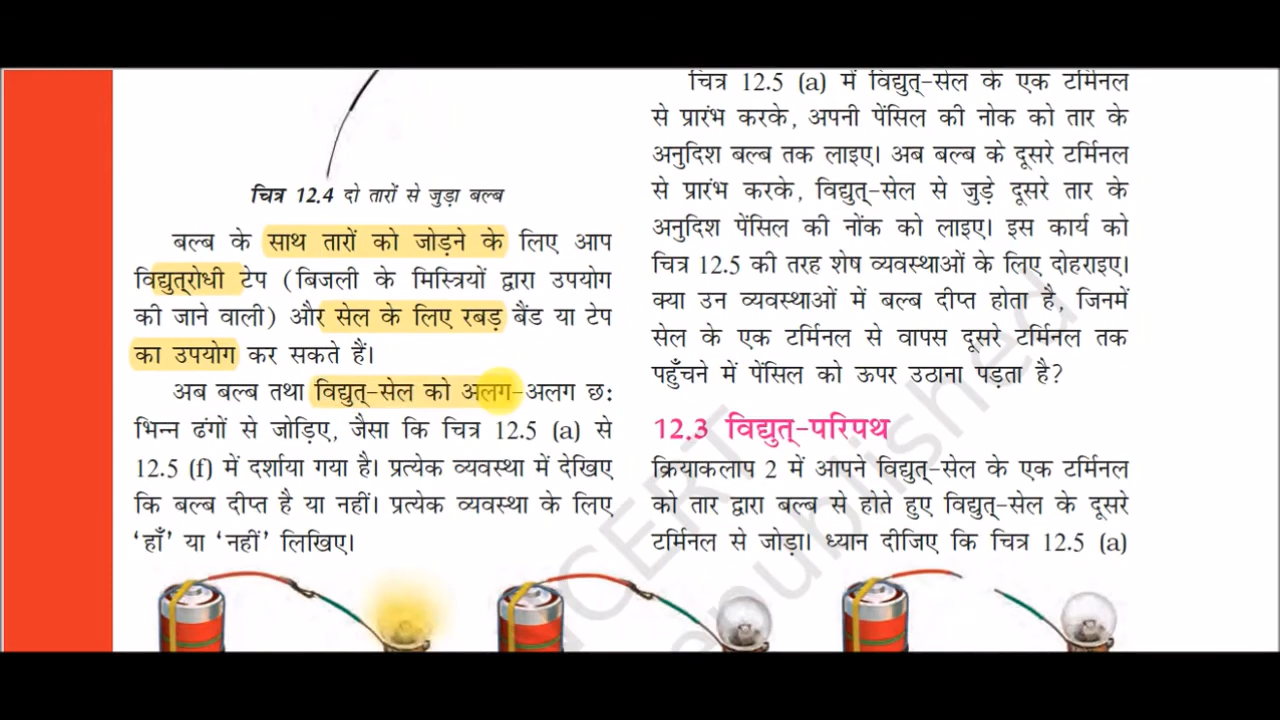 चित्र 12.4 दो तारों से जुड़ा बल्ब
बल्ब के साथ तारों को जोड़ने के लिए आप
विद्युत्‌रोधी टेप (बिजली के मिस्त्रियों द्वारा उपयोग
की जाने वाली) और सेल के लिए रबड़ बैंड या टेप
का उपयोग कर सकते हैं।
अब बल्ब तथा विद्युत्-सेल को अलग-अलग छः
भिन्न ढंगों से जोड़िए, जैसा कि चित्र 12.5 (a) से
12.5 (f) में दर्शाया गया है। प्रत्येक व्यवस्था में देखिए
कि बल्ब दीप्त है या नहीं। प्रत्येक व्यवस्था के लिए
‘हाँ’ या ‘नहीं’ लिखिए।
चित्र 12.5 (a) में विद्युत्-सेल के एक टर्मिनल
से प्रारंभ करके, अपनी पेंसिल की नोक को तार के
अनुदिश बल्ब तक लाइए। अब बल्ब के दूसरे टर्मिनल
से प्रारंभ करके, विद्युत्-सेल से जुड़े दूसरे तार के
अनुदिश पेंसिल की नोंक को लाइए। इस कार्य को
चित्र 12.5 की तरह शेष व्यवस्थाओं के लिए दोहराइए।
क्या उन व्यवस्थाओं में बल्ब दीप्त होता है, जिनमें
सेल के एक टर्मिनल से वापस दूसरे टर्मिनल तक
पहुँचने में पेंसिल को ऊपर उठाना पड़ता है?
12.3 विद्युत्-परिपथ
क्रियाकलाप 2 में आपने विद्युत्-सेल के एक टर्मिनल
को तार द्वारा बल्ब से होते हुए विद्युत्-सेल के दूसरे
टर्मिनल से जोड़ा। ध्यान दीजिए कि चित्र 12.5 (a)
NCERT
republished